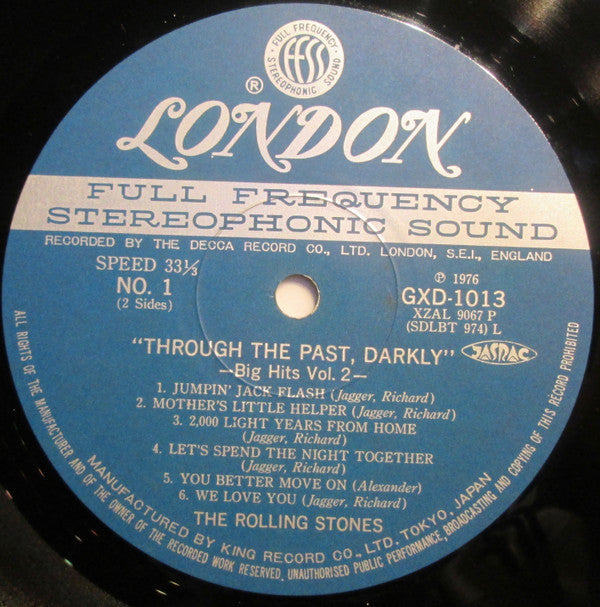 FULL FREQUENCY
ffss
STEREOPHONIC SOUND
®
LONDON
FULL FREQUENCY
STEREOPHONIC SOUND
RECORDED BY THE DECCA RECORD CO., LTD. LONDON, S.E.I., ENGLAND
SPEED 33⅓
NO. 1
(2 Sides)
℗ 1976
GXD-1013
XZAL 9067 P
(SDLBT 974) L
"THROUGH THE PAST, DARKLY"
JASRAC
—Big Hits Vol. 2—
1. JUMPIN' JACK FLASH (Jagger, Richard)
2. MOTHER'S LITTLE HELPER (Jagger, Richard)
3. 2,000 LIGHT YEARS FROM HOME
(Jagger, Richard)
4. LET'S SPEND THE NIGHT TOGETHER
(Jagger, Richard)
5. YOU BETTER MOVE ON (Alexander)
6. WE LOVE YOU (Jagger, Richard)
THE ROLLING STONES
MANUFACTURED BY KING RECORD CO., LTD. TOKYO, JAPAN
ALL RIGHTS OF THE MANUFACTURER AND OF THE OWNER OF THE RECORDED WORK RESERVED. UNAUTHORISED PUBLIC PERFORMANCE, BROADCASTING AND COPYING OF THIS RECORD PROHIBITED